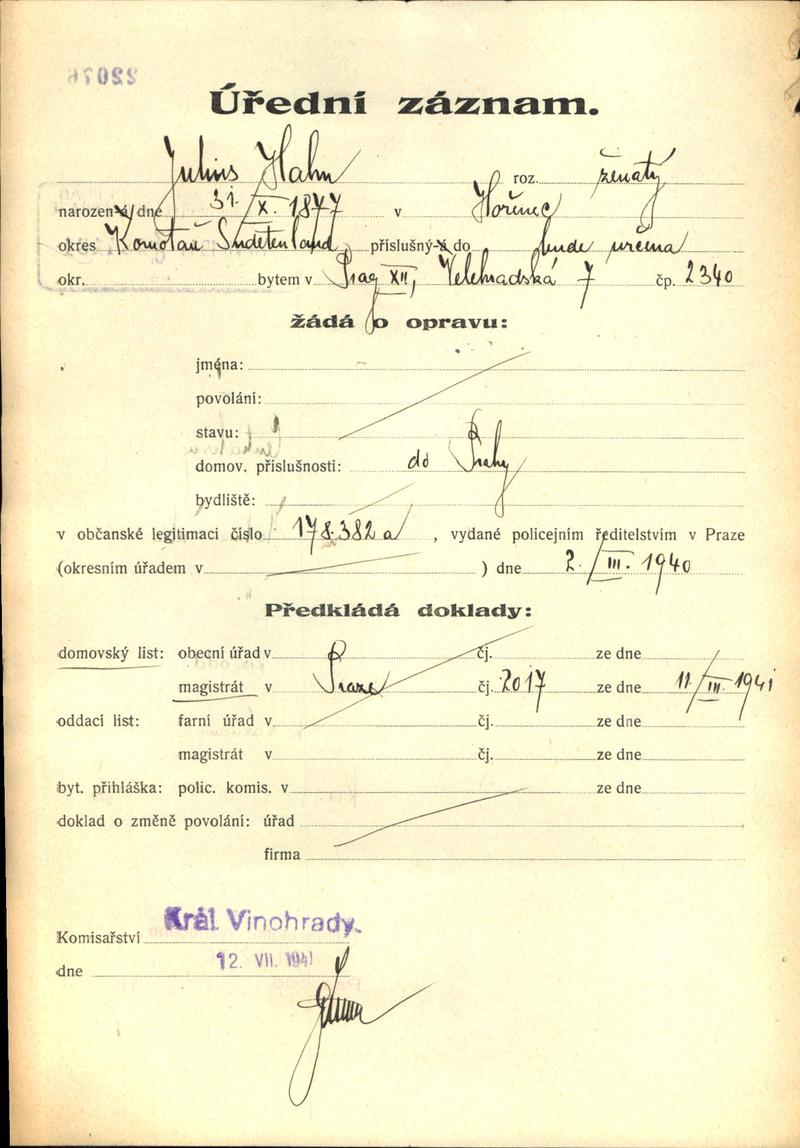 22076
Úřední záznam.
Julius Hahn roz. ženatý
narozen-á/dne 31. X. 1877 v Hořenec
okres Komotau Sudetenland, příslušný-á do bude určena
okr. bytem v Prag XII, Velehradská 7 čp. 2340
žádá o opravu:
jména:
povolání:
stavu:
domov. příslušnosti: do Prahy
bydliště:
v občanské legitimaci číslo 178.382 a , vydané policejním ředitelstvím v Praze
(okresním úřadem v ) dne 2. III. 1940
Předkládá doklady:
domovský list: obecní úřad v čj. ze dne
magistrát v Praze čj. 2017 ze dne 11/III. 1941
oddací list: farní úřad v čj. ze dne
magistrát v čj. ze dne
byt. přihláška: polic. komis. v ze dne
doklad o změně povolání: úřad
firma
Komisařství Král. Vinohrady.
dne 12. VII. 1941